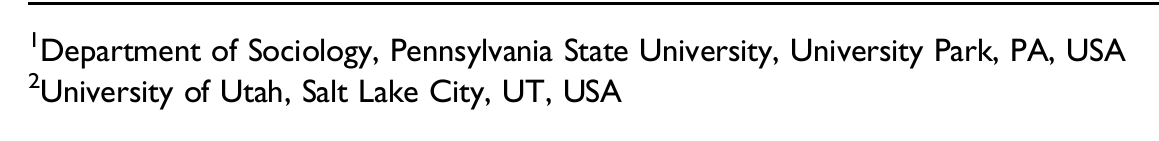 ¹Department of Sociology, Pennsylvania State University, University Park, PA, USA
²University of Utah, Salt Lake City, UT, USA